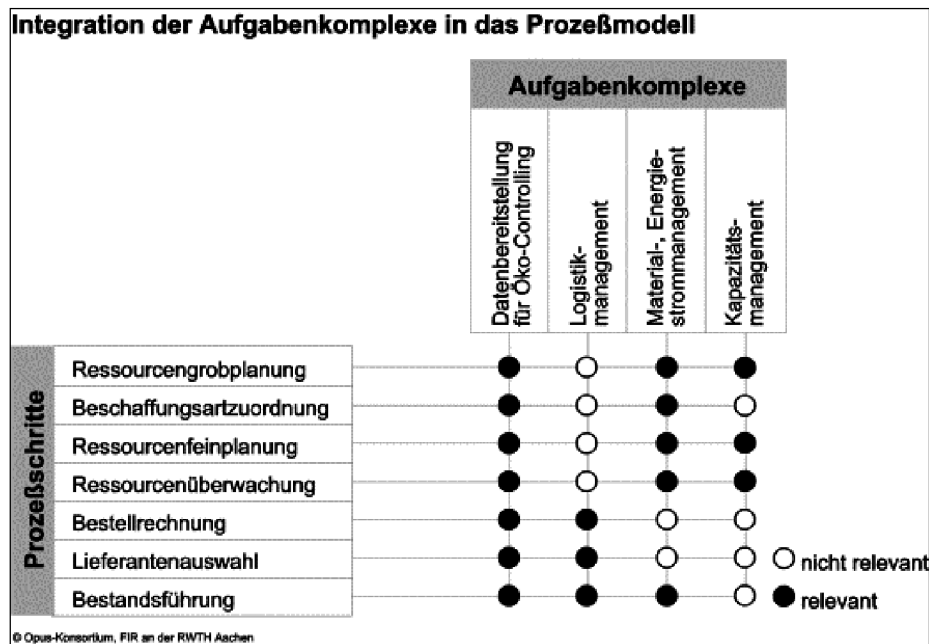 Integration der Aufgabenkomplexe in das Prozeßmodell
Aufgabenkomplexe
Datenbereitstellung
für Öko-Controlling
Logistik-
management
Material-, Energie-
strommanagement
Kapazitäts-
management
Prozeßschritte
Ressourcengrobplanung
Beschaffungsartzuordnung
Ressourcenfeinplanung
Ressourcenüberwachung
Bestellrechnung
Lieferantenauswahl
Bestandsführung
nicht relevant
relevant
© Opus-Konsortium, FIR an der RWTH Aachen